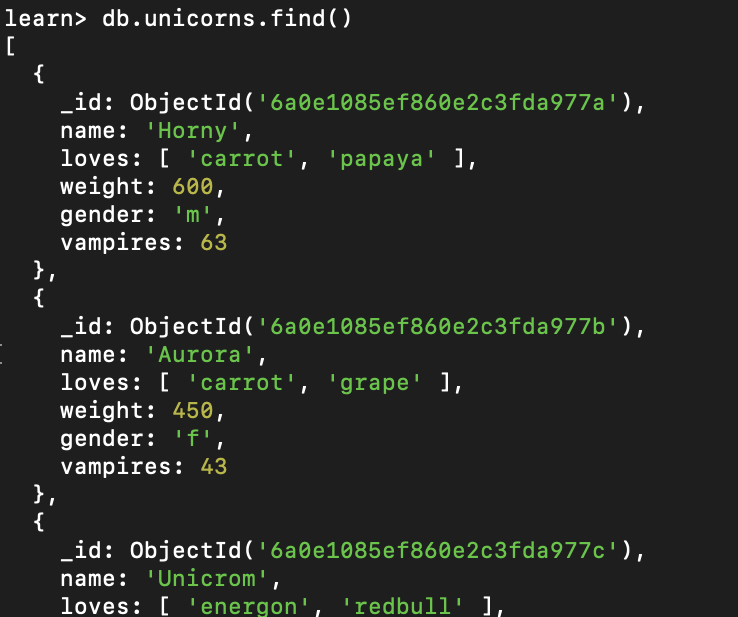 learn> db.unicorns.find()
[
  {
    _id: ObjectId('6a0e1085ef860e2c3fda977a'),
    name: 'Horny',
    loves: [ 'carrot', 'papaya' ],
    weight: 600,
    gender: 'm',
    vampires: 63
  },
  {
    _id: ObjectId('6a0e1085ef860e2c3fda977b'),
    name: 'Aurora',
    loves: [ 'carrot', 'grape' ],
    weight: 450,
    gender: 'f',
    vampires: 43
  },
  {
    _id: ObjectId('6a0e1085ef860e2c3fda977c'),
    name: 'Unicrom',
    loves: [ 'energon', 'redbull' ],